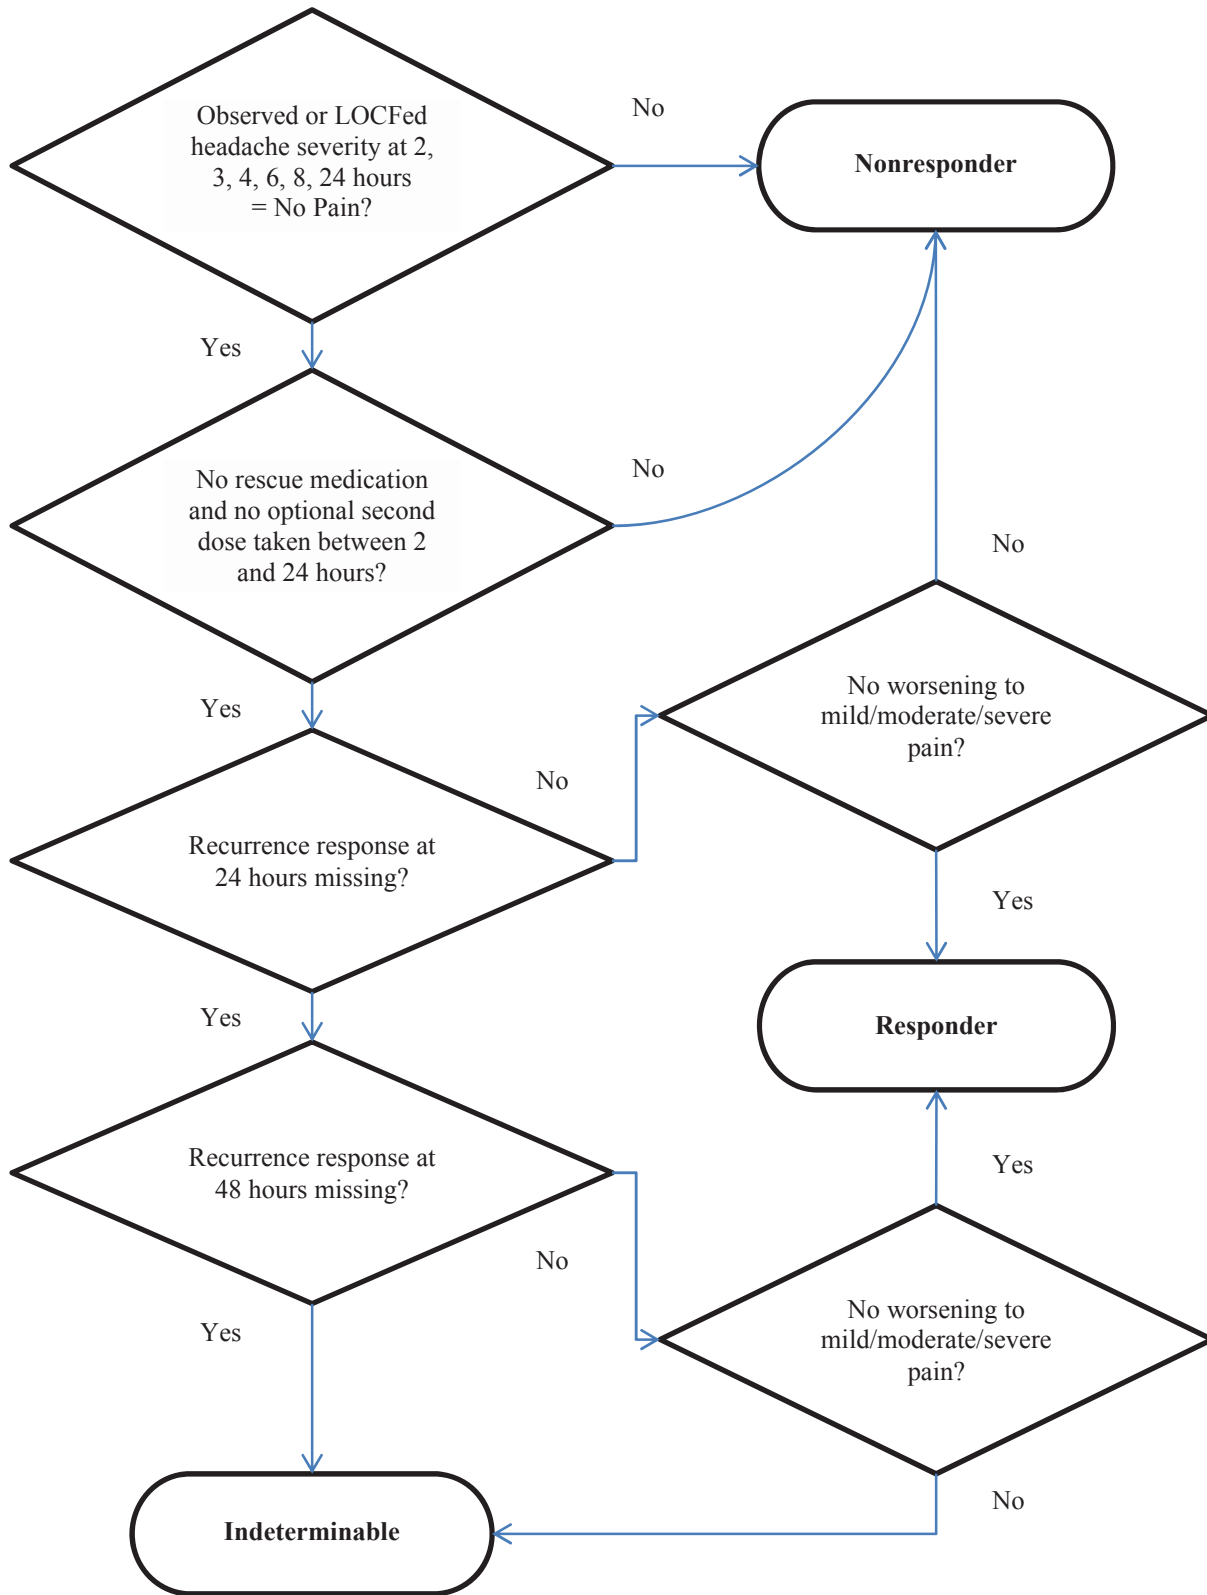 Observed or LOCFed
headache severity at 2,
3, 4, 6, 8, 24 hours
= No Pain?
No
Nonresponder
Yes
No rescue medication
and no optional second
dose taken between 2
and 24 hours?
No
No
Yes
No worsening to
mild/moderate/severe
pain?
No
Recurrence response at
24 hours missing?
Yes
Yes
Responder
Recurrence response at
48 hours missing?
Yes
No
No worsening to
mild/moderate/severe
pain?
Yes
No
Indeterminable